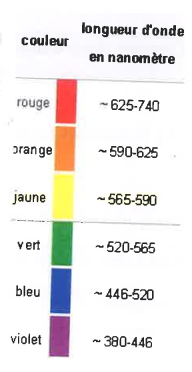 couleur longueur d'onde
en nanomètre
rouge ~625-740
orange ~590-625
jaune ~565-590
vert ~520-565
bleu ~446-520
violet ~380-446